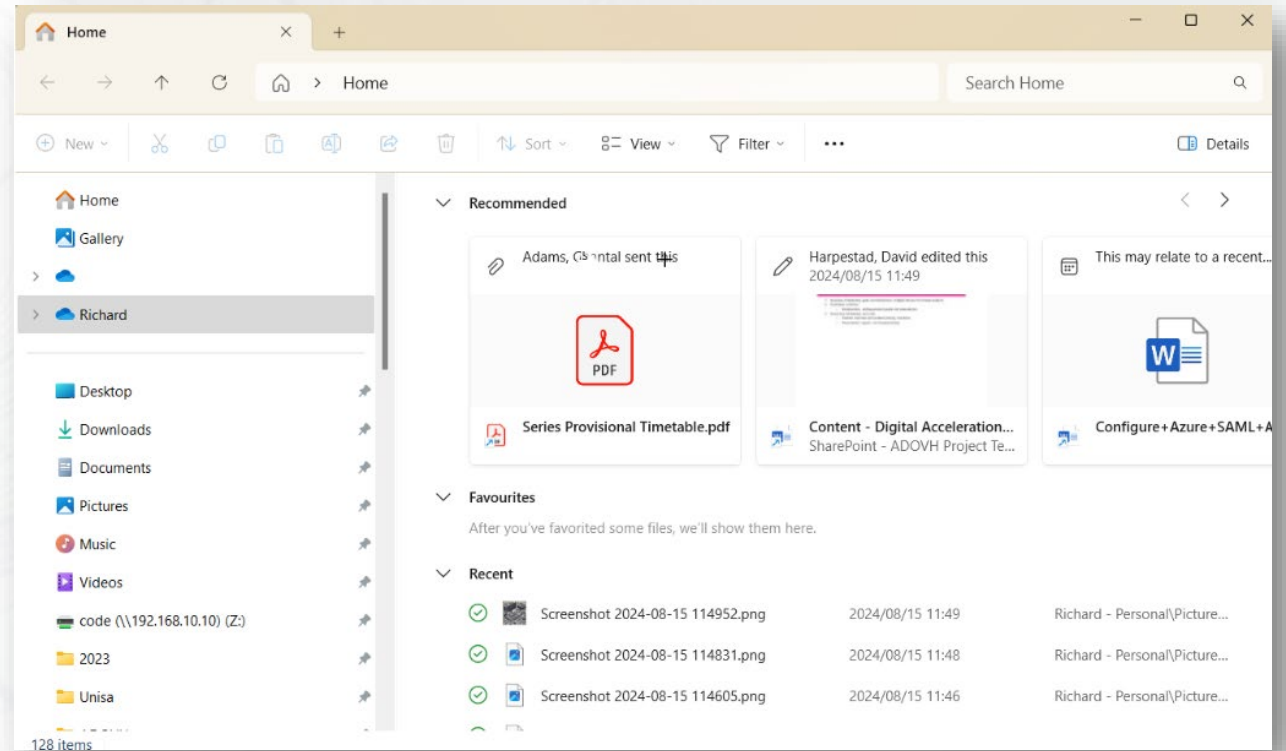 Home
Home
Search Home
New
Sort
View
Filter
Details
Home
Gallery
Richard
Desktop
Downloads
Documents
Pictures
Music
Videos
code (\\192.168.10.10) (Z:)
2023
Unisa
128 items
Recommended
Adams, sent this
PDF
Series Provisional Timetable.pdf
Harpestad, David edited this
2024/08/15 11:49
Content - Digital Acceleration...
SharePoint - ADOVH Project Te...
This may relate to a recent...
W
Configure+Azure+SAML+A
Favourites
After you've favorited some files, we'll show them here.
Recent
Screenshot 2024-08-15 114952.png 2024/08/15 11:49 Richard - Personal\Picture...
Screenshot 2024-08-15 114831.png 2024/08/15 11:48 Richard - Personal\Picture...
Screenshot 2024-08-15 114605.png 2024/08/15 11:46 Richard - Personal\Picture...